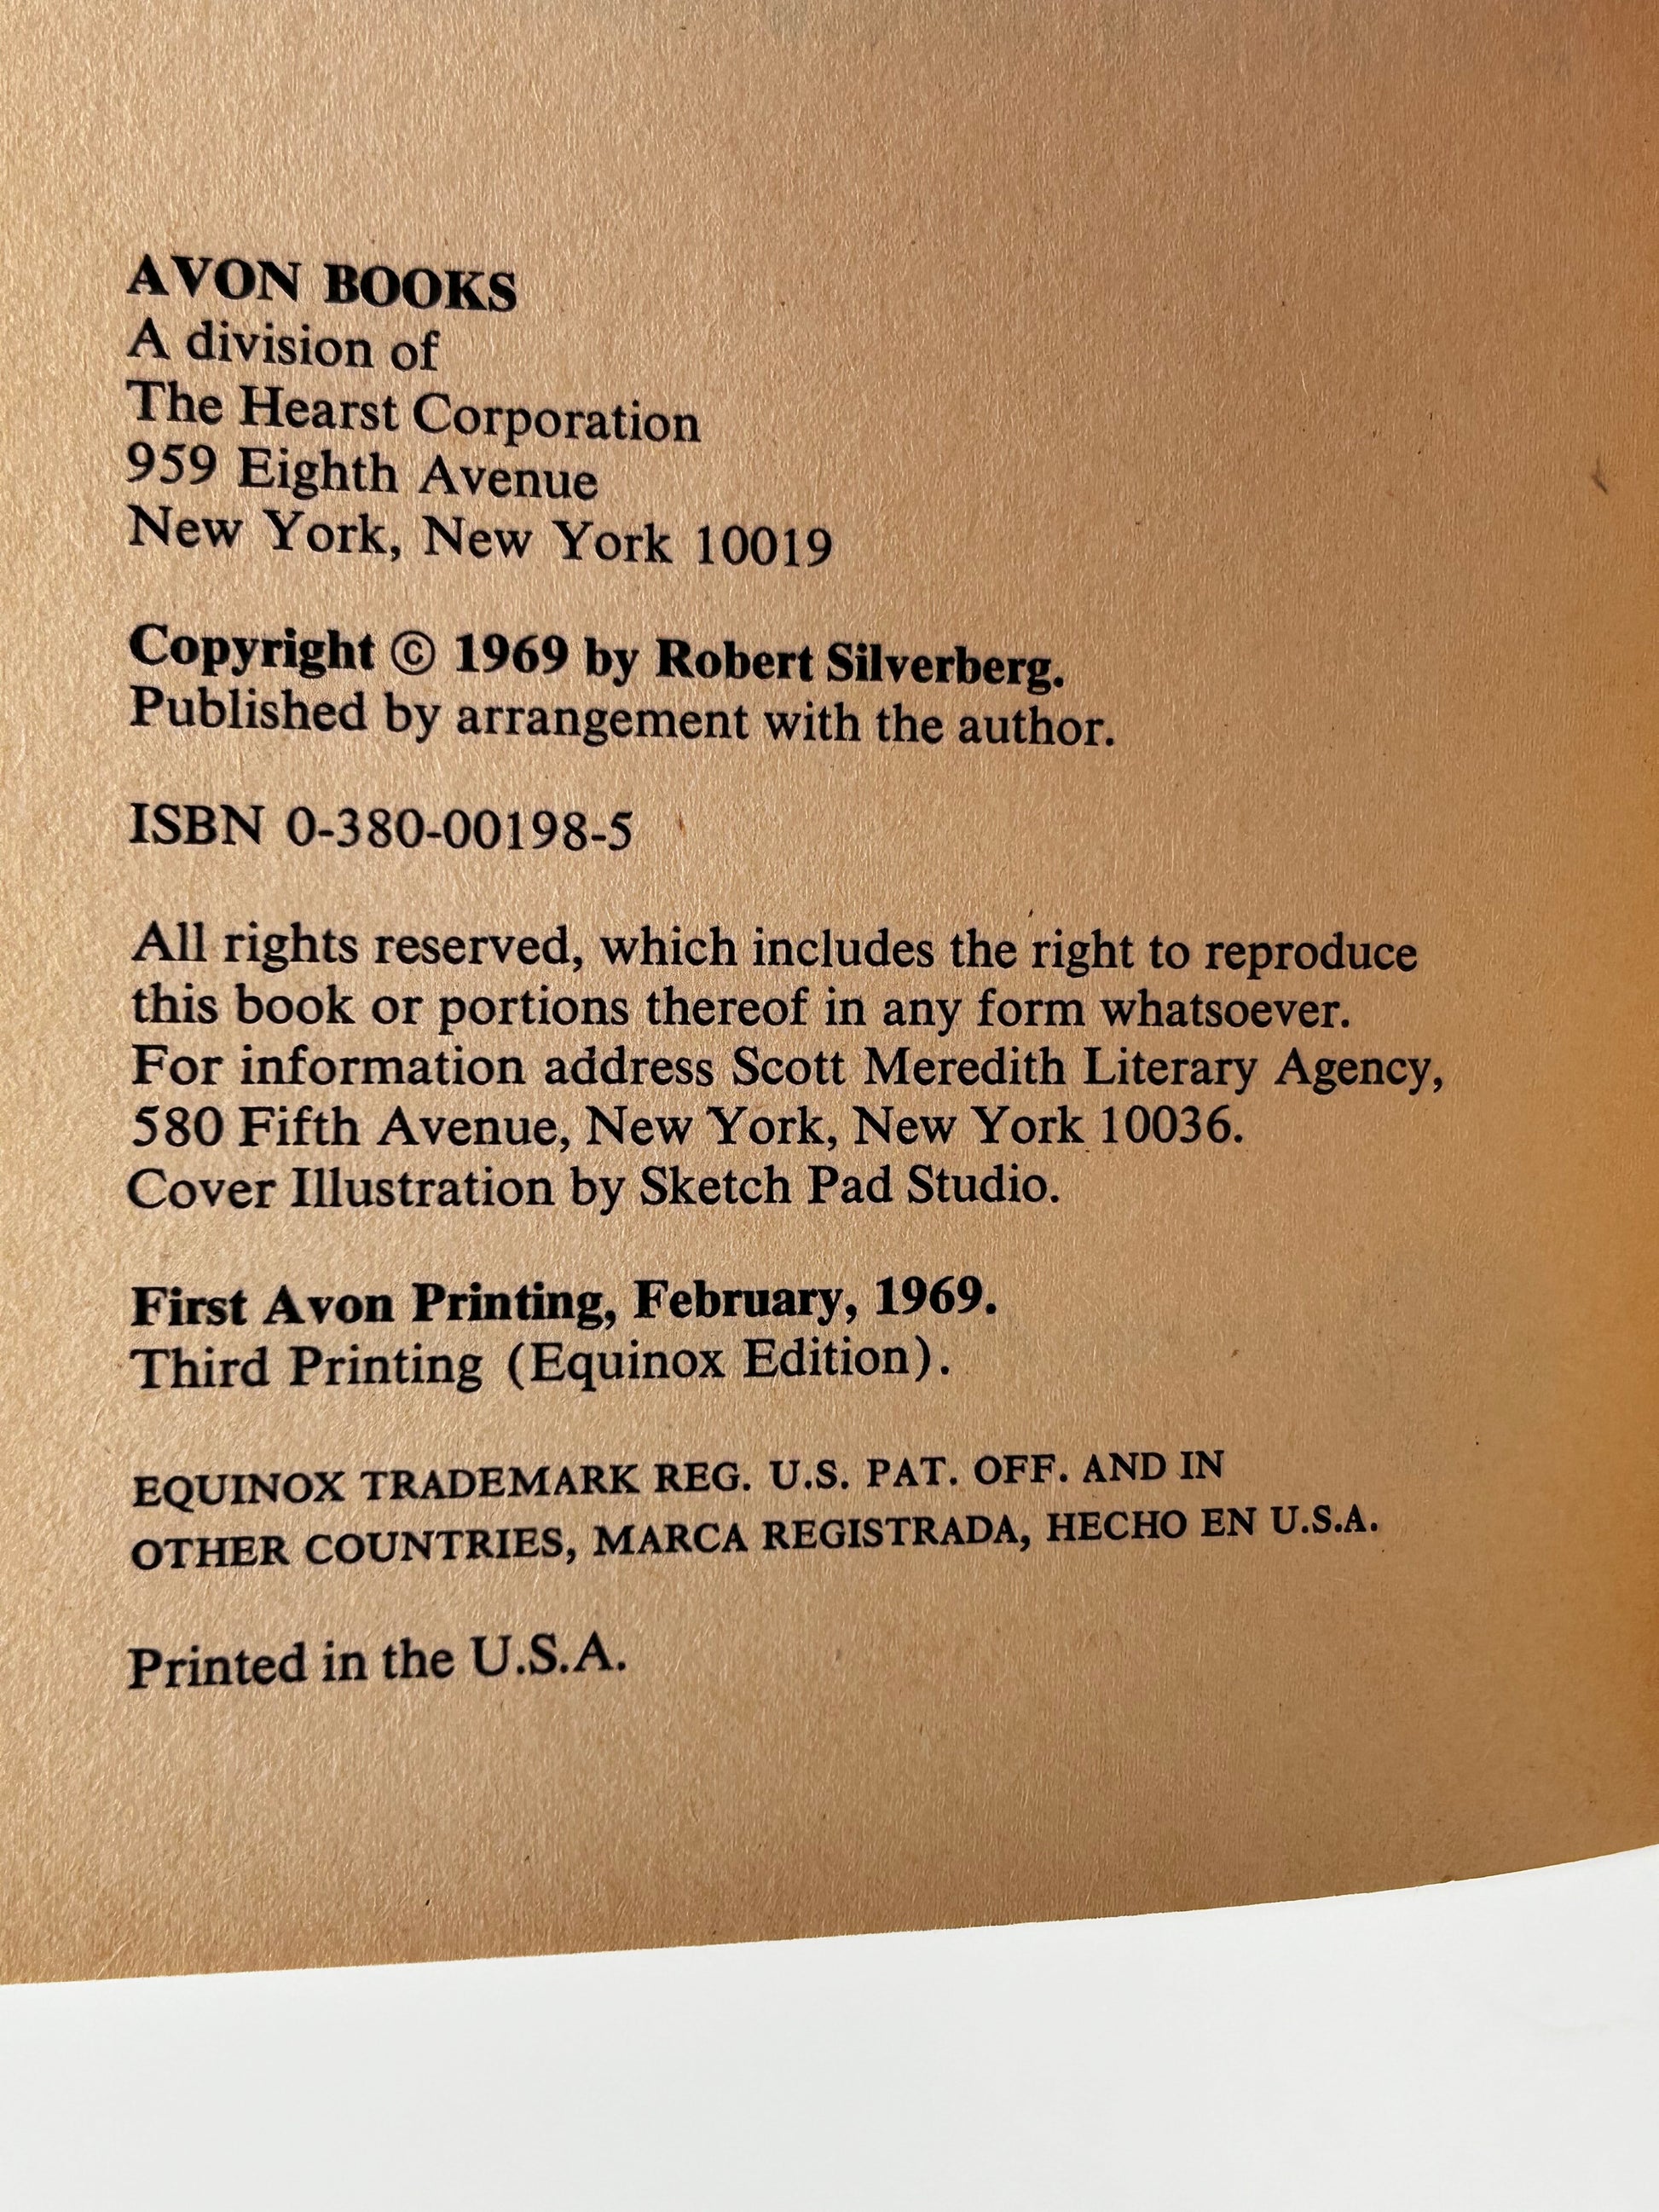 AVON BOOKS
A division of
The Hearst Corporation
959 Eighth Avenue
New York, New York 10019
Copyright © 1969 by Robert Silverberg.
Published by arrangement with the author.
ISBN 0-380-00198-5
All rights reserved, which includes the right to reproduce
this book or portions thereof in any form whatsoever.
For information address Scott Meredith Literary Agency,
580 Fifth Avenue, New York, New York 10036.
Cover Illustration by Sketch Pad Studio.
First Avon Printing, February, 1969.
Third Printing (Equinox Edition).
EQUINOX TRADEMARK REG. U.S. PAT. OFF. AND IN
OTHER COUNTRIES, MARCA REGISTRADA, HECHO EN U.S.A.
Printed in the U.S.A.